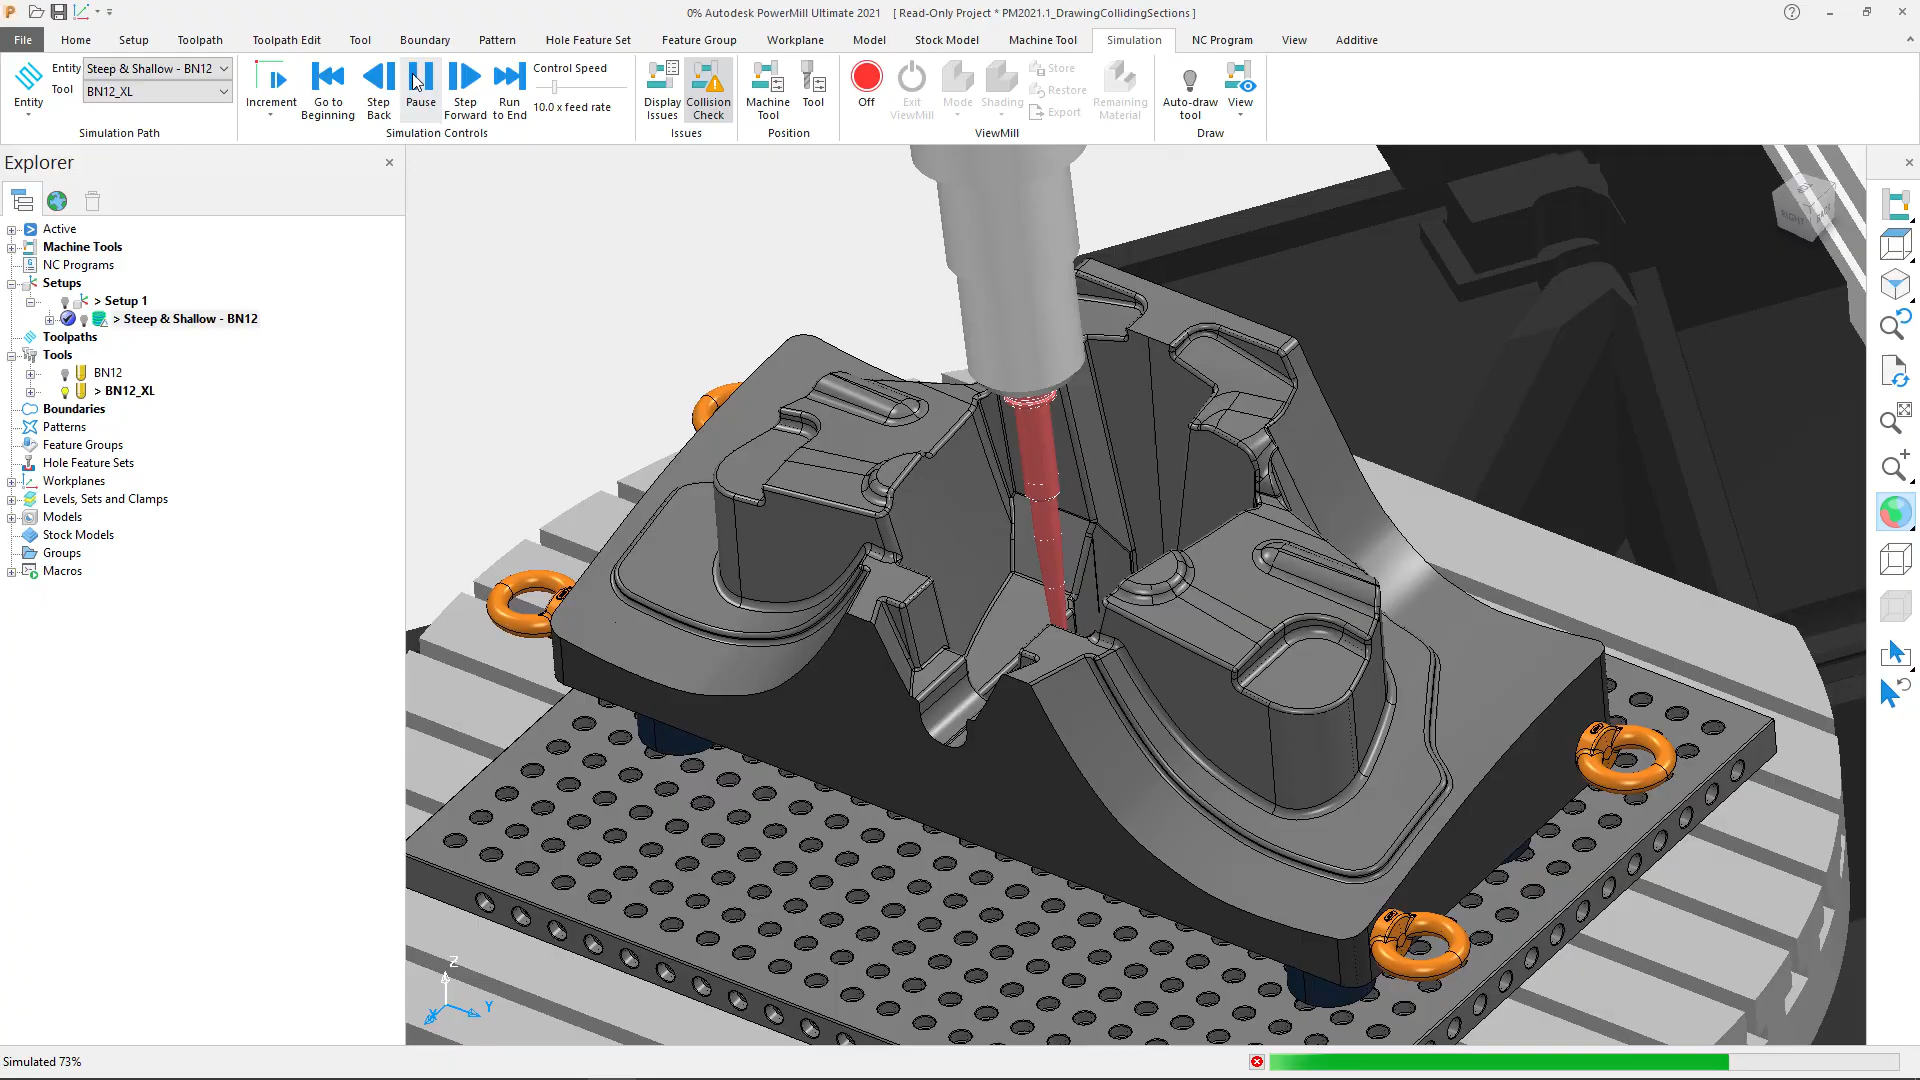 0% Autodesk PowerMill Ultimate 2021 [ Read-Only Project * PM2021.1_DrawingCollidingSections ]
File Home Setup Toolpath Toolpath Edit Tool Boundary Pattern Hole Feature Set Feature Group Workplane Model Stock Model Machine Tool Simulation NC Program View Additive
Entity Steep & Shallow - BN12
Tool BN12_XL
Entity
Simulation Path
Increment
Go to Beginning
Step Back
Pause
Step Forward
Run to End
Control Speed
10.0 x feed rate
Simulation Controls
Display Issues
Collision Check
Issues
Machine Tool
Tool
Position
Off
Exit ViewMill
Mode
Shading
Store
Restore
Export
Remaining Material
ViewMill
Auto-draw tool
View
Draw
Explorer
Active
Machine Tools
NC Programs
Setups
> Setup 1
> Steep & Shallow - BN12
Toolpaths
Tools
BN12
> BN12_XL
Boundaries
Patterns
Feature Groups
Hole Feature Sets
Workplanes
Levels, Sets and Clamps
Models
Stock Models
Groups
Macros
RIGHT
BACK
Z
Y
X
Simulated 73%